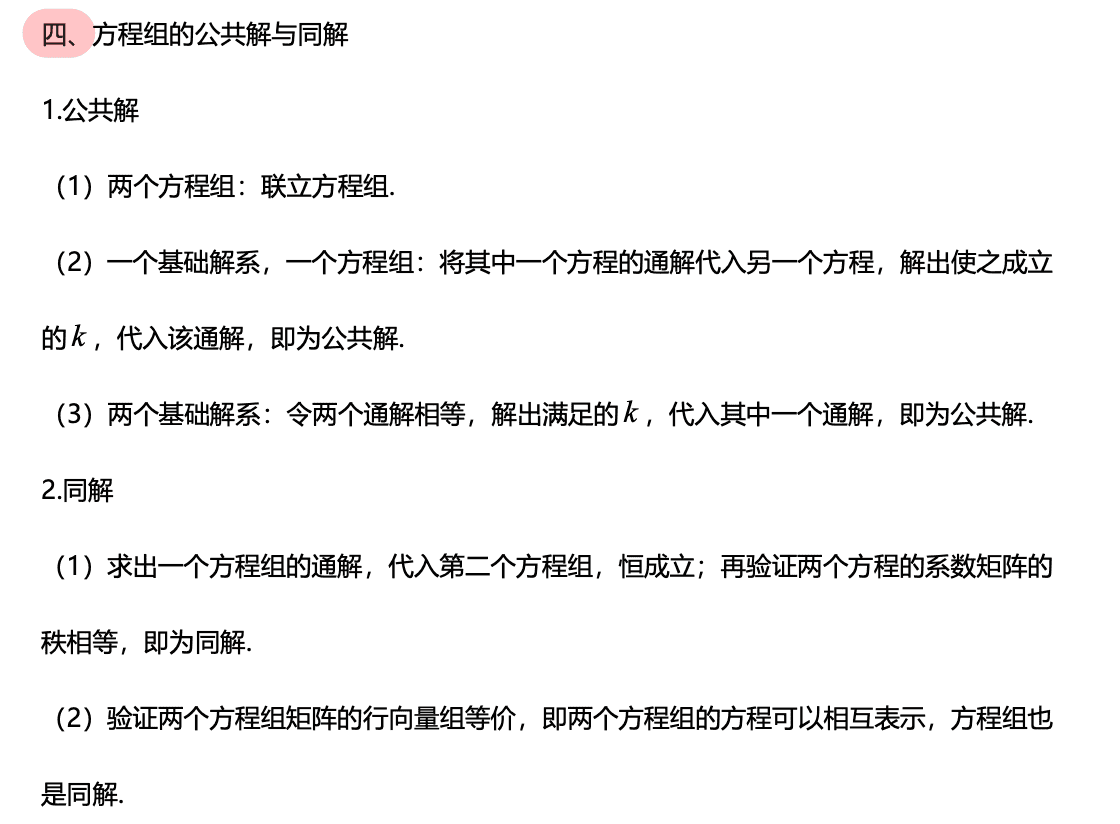 四、方程组的公共解与同解
1.公共解
（1）两个方程组：联立方程组.
（2）一个基础解系，一个方程组：将其中一个方程的通解代入另一个方程，解出使之成立
的k，代入该通解，即为公共解.
（3）两个基础解系：令两个通解相等，解出满足的k，代入其中一个通解，即为公共解.
2.同解
（1）求出一个方程组的通解，代入第二个方程组，恒成立；再验证两个方程的系数矩阵的
秩相等，即为同解.
（2）验证两个方程组矩阵的行向量组等价，即两个方程组的方程可以相互表示，方程组也
是同解.